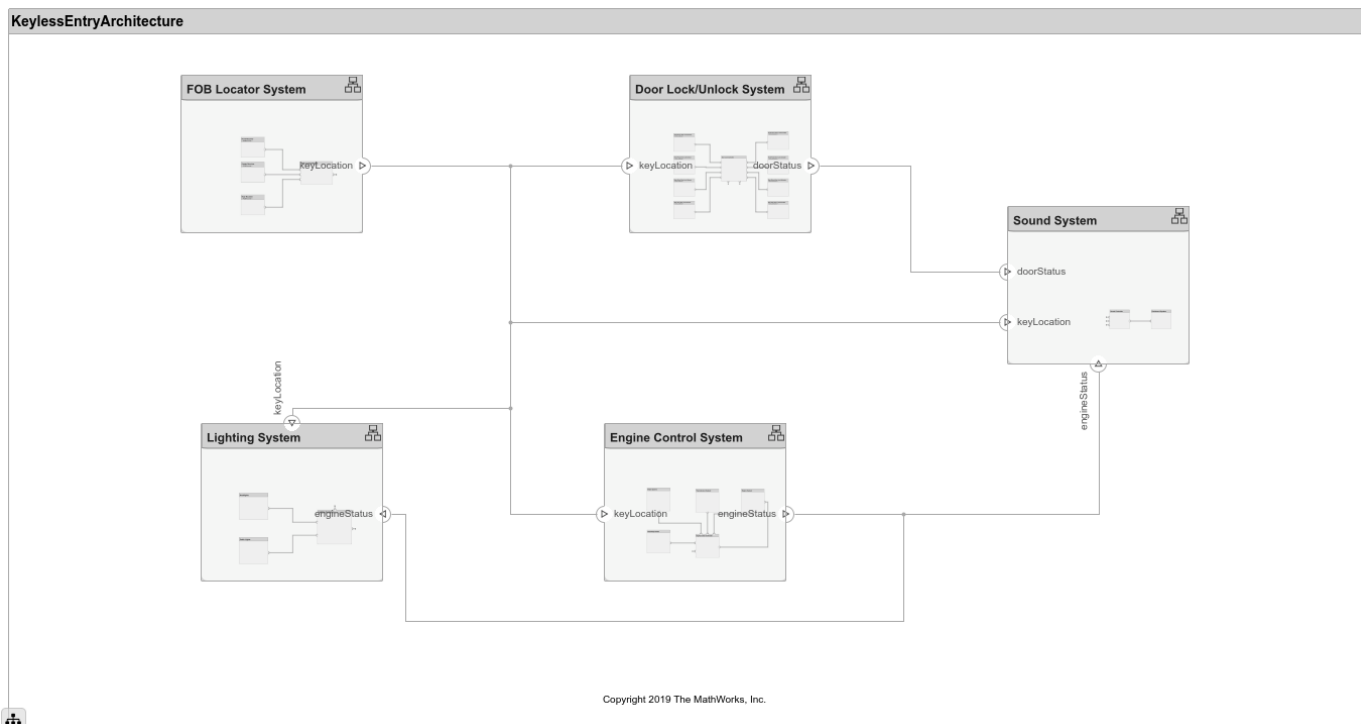 KeylessEntryArchitecture
FOB Locator System
keyLocation
Door Lock/Unlock System
keyLocation
doorStatus
Sound System
doorStatus
keyLocation
engineStatus
keyLocation
Lighting System
engineStatus
Engine Control System
keyLocation
engineStatus
Copyright 2019 The MathWorks, Inc.